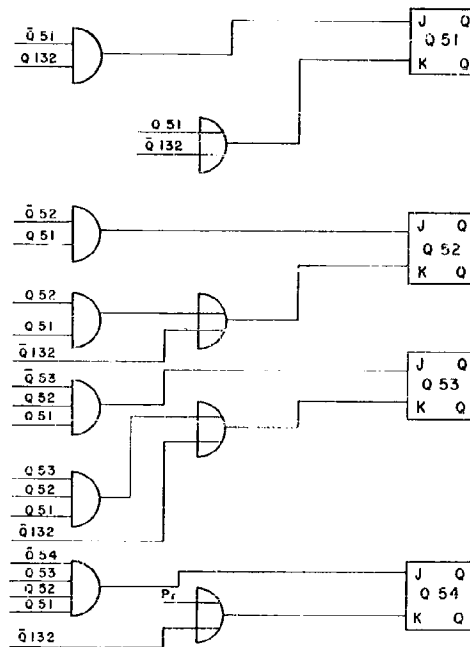 Q̄ 51
Q 132
J Q
Q 51
K Q
Q 51
Q̄ 132
Q̄ 52
Q 51
J Q
Q 52
K Q
Q 52
Q 51
Q̄ 132
Q̄ 53
Q 52
Q 51
J Q
Q 53
K Q
Q 53
Q 52
Q 51
Q̄ 132
Q̄ 54
Q 53
Q 52
Q 51
Pr
J Q
Q 54
K Q
Q̄ 132